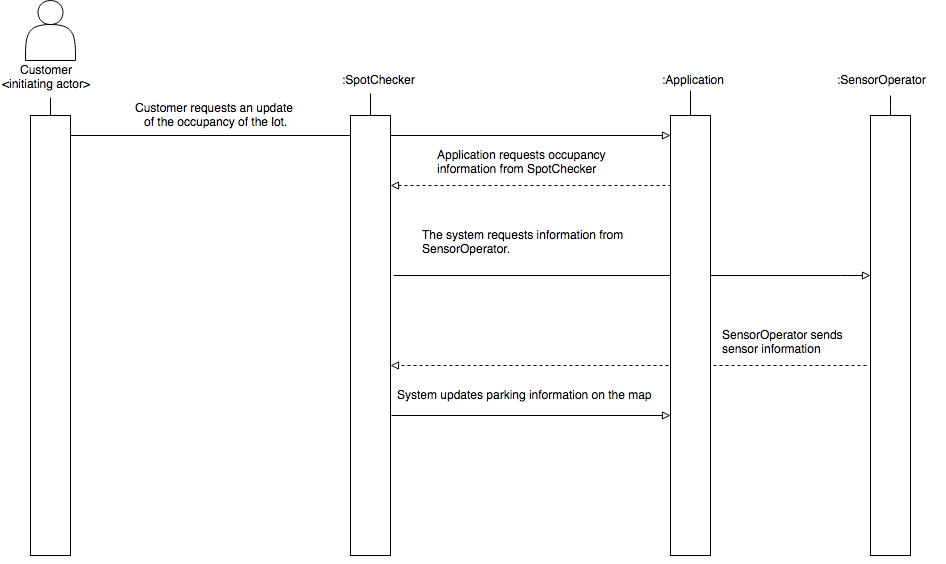 Customer
<initiating actor>
:SpotChecker
:Application
:SensorOperator
Customer requests an update
of the occupancy of the lot.
Application requests occupancy
information from SpotChecker
The system requests information from
SensorOperator.
SensorOperator sends
sensor information
System updates parking information on the map